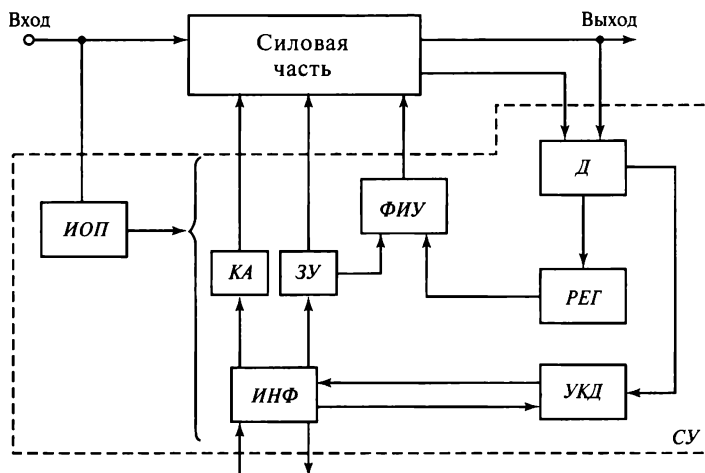 Вход
Силовая
часть
Выход
Д
ИОП
ФИУ
КА
ЗУ
РЕГ
ИНФ
УКД
СУ